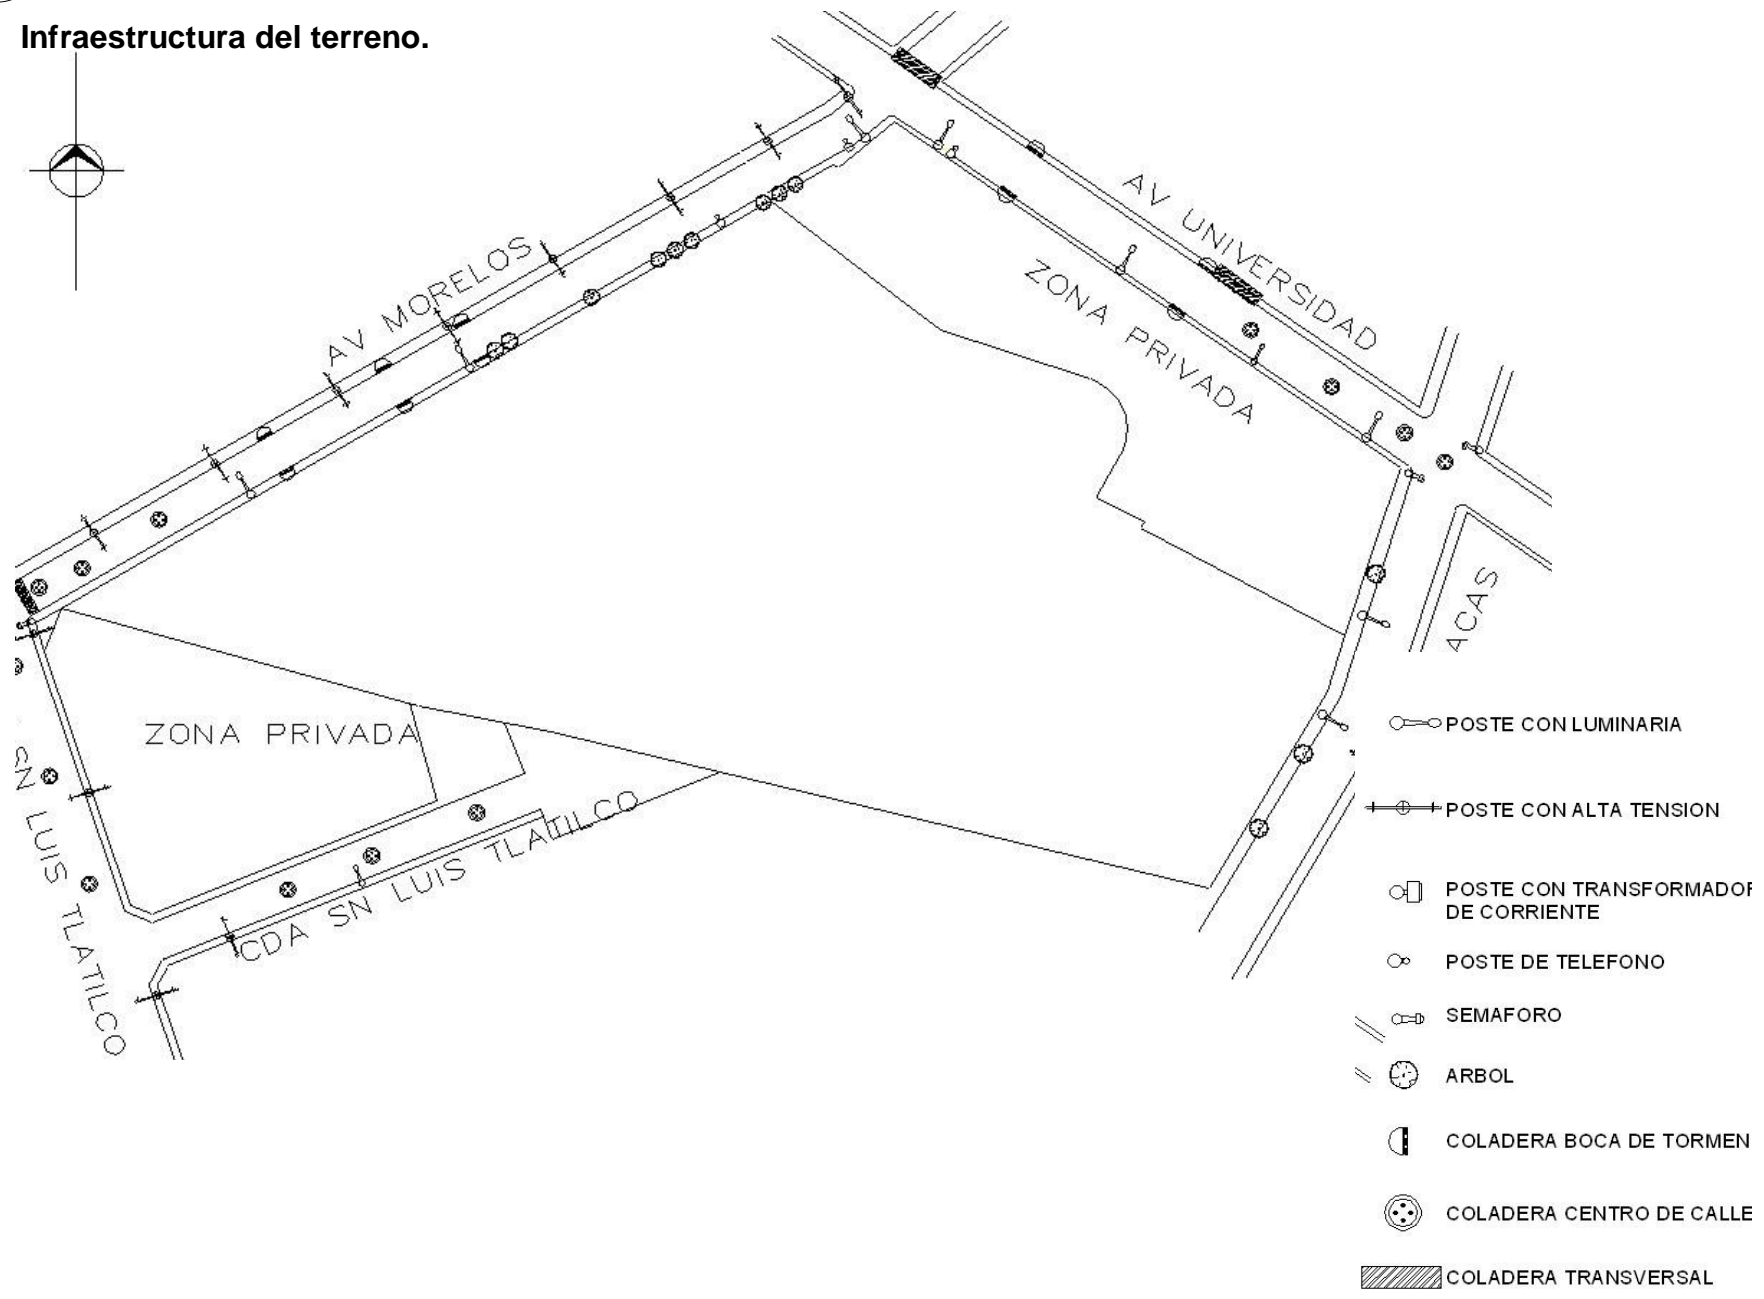 Infraestructura del terreno.
AV MORELOS
AV UNIVERSIDAD
ZONA PRIVADA
ACAS
ZONA PRIVADA
SN LUIS TLATILCO
CDA SN LUIS TLATILCO
POSTE CON LUMINARIA
POSTE CON ALTA TENSION
POSTE CON TRANSFORMADOR
DE CORRIENTE
POSTE DE TELEFONO
SEMAFORO
ARBOL
COLADERA BOCA DE TORMEN
COLADERA CENTRO DE CALLE
COLADERA TRANSVERSAL